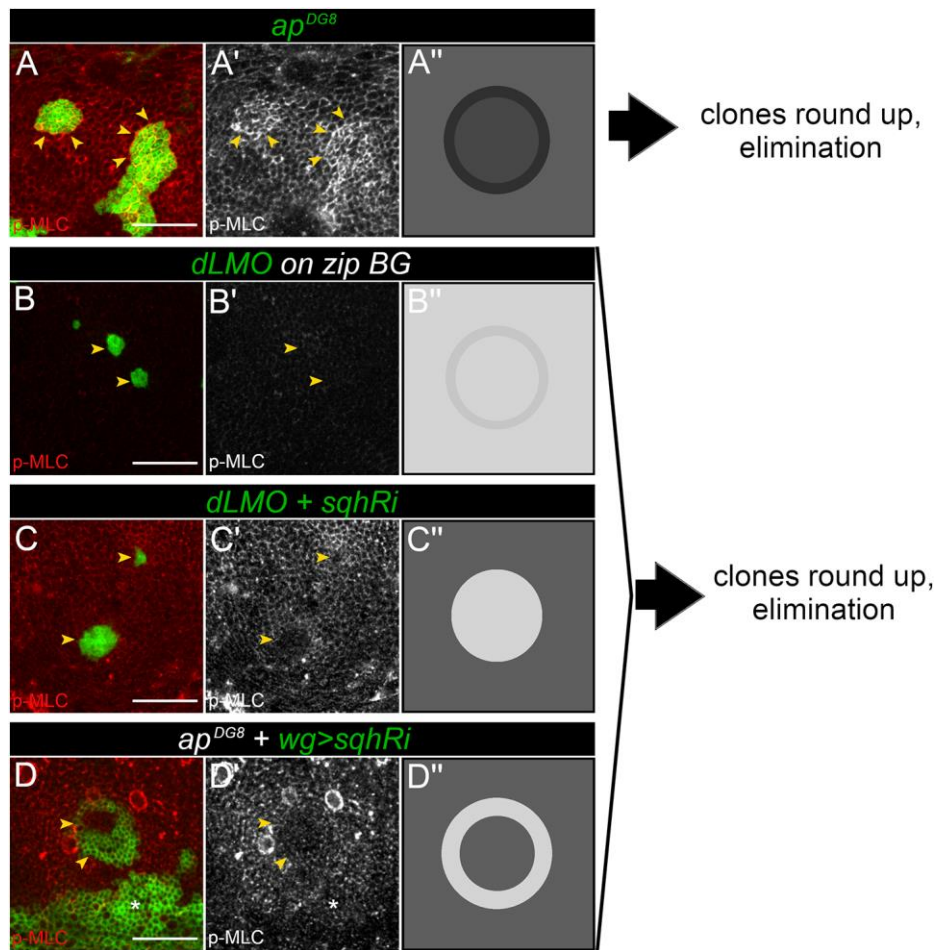 ap^DG8
A A' A"
p-MLC p-MLC
clones round up,
elimination
dLMO on zip BG
B B' B"
p-MLC p-MLC
dLMO + sqhRi
C C' C"
p-MLC p-MLC
clones round up,
elimination
ap^DG8 + wg>sqhRi
D D' D"
*
*
p-MLC p-MLC